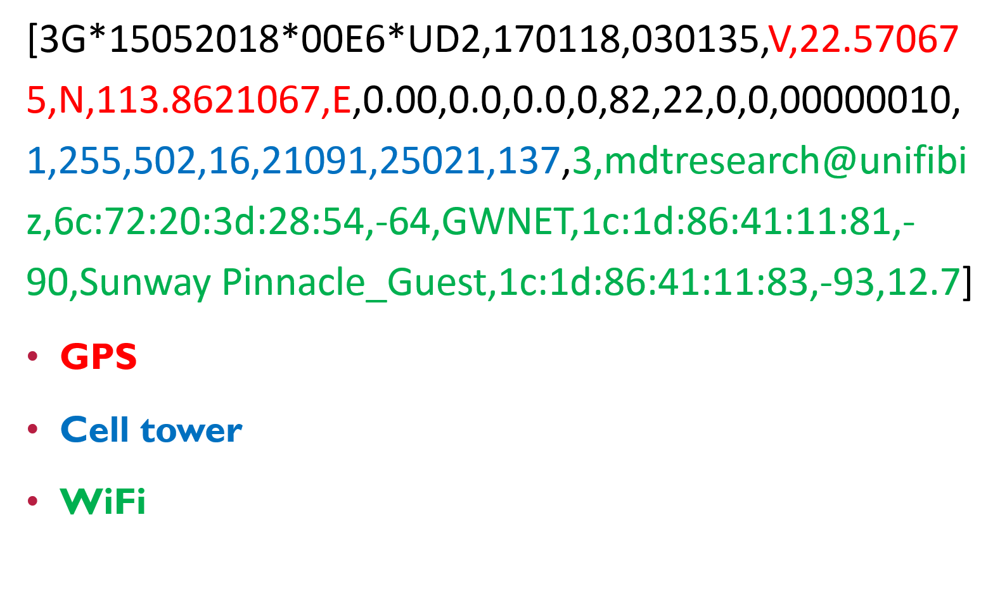 [3G*15052018*00E6*UD2,170118,030135,V,22.57067
5,N,113.8621067,E,0.00,0.0,0.0,0,82,22,0,0,00000010,
1,255,502,16,21091,25021,137,3,mdtresearch@unifibi
z,6c:72:20:3d:28:54,-64,GWNET,1c:1d:86:41:11:81,-
90,Sunway Pinnacle_Guest,1c:1d:86:41:11:83,-93,12.7]
• GPS
• Cell tower
• WiFi